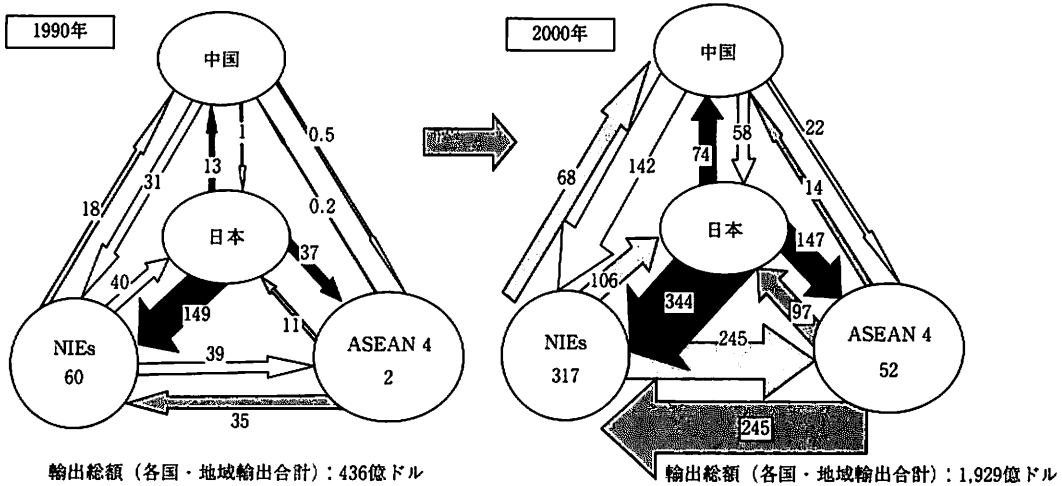 1990年
中国
0.5
1
13
31
18
0.2
日本
37
40
149
11
NIEs
60
39
ASEAN 4
2
35
輸出総額（各国・地域輸出合計）：436億ドル
2000年
中国
58
22
74
142
68
14
日本
147
106
344
97
NIEs
317
245
ASEAN 4
52
245
輸出総額（各国・地域輸出合計）：1,929億ドル